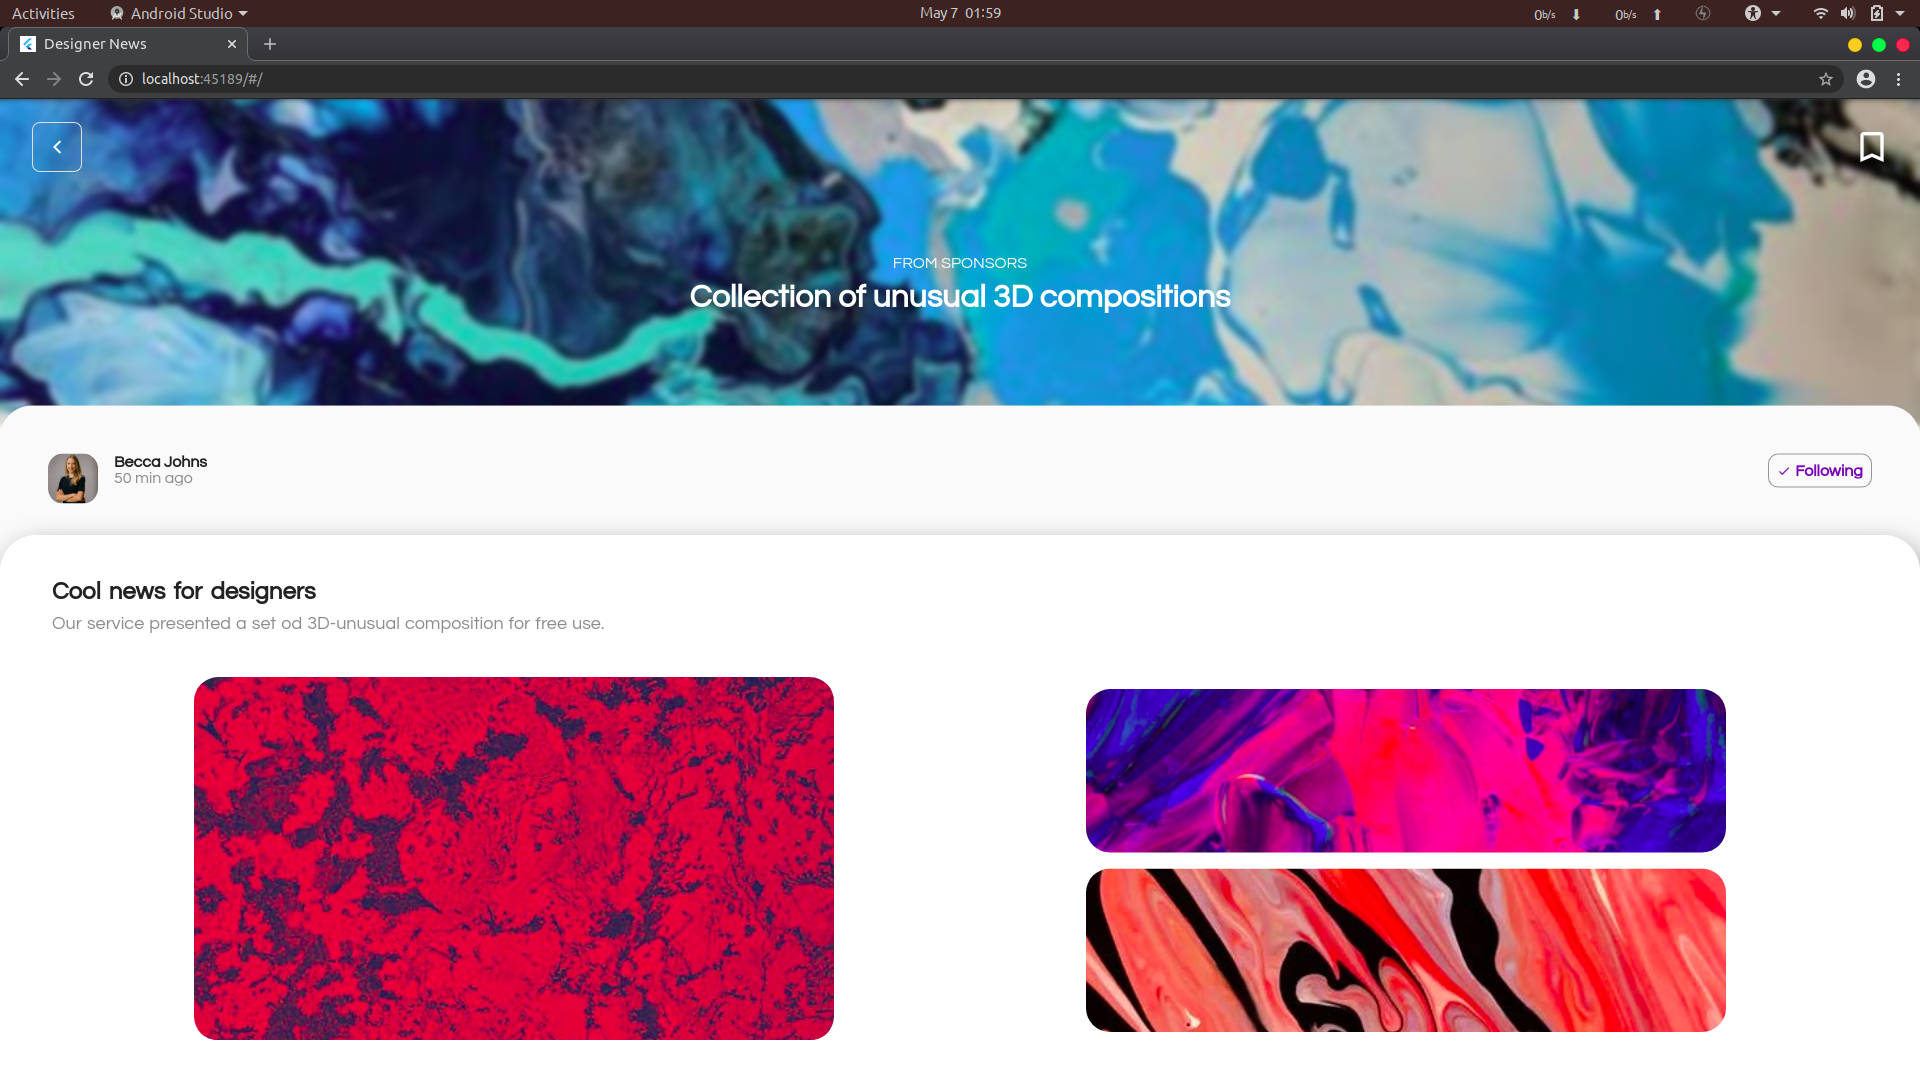 Activities
Android Studio
May 7 01:59
0b/s
0b/s
Designer News
localhost:45189/#/
FROM SPONSORS
Collection of unusual 3D compositions
Becca Johns
50 min ago
Following
Cool news for designers
Our service presented a set od 3D-unusual composition for free use.